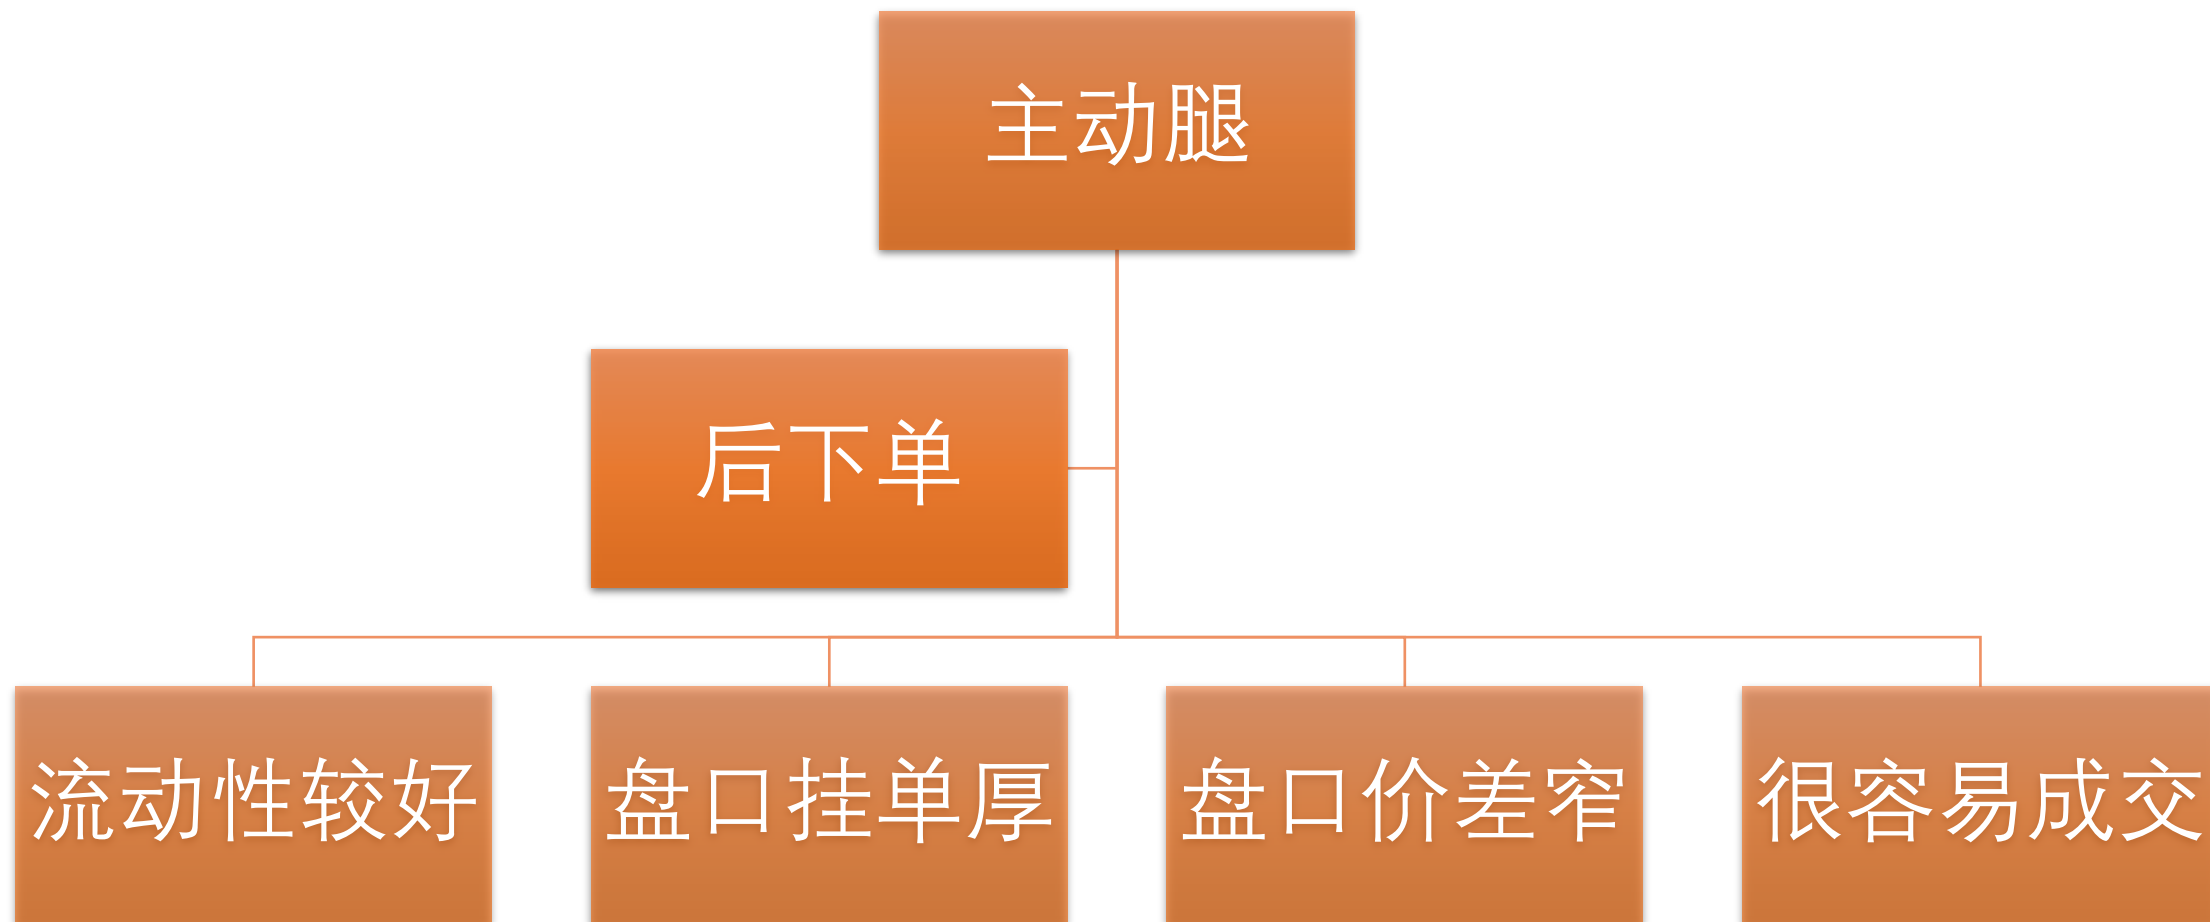 主动腿
后下单
流动性较好
盘口挂单厚
盘口价差窄
很容易成交